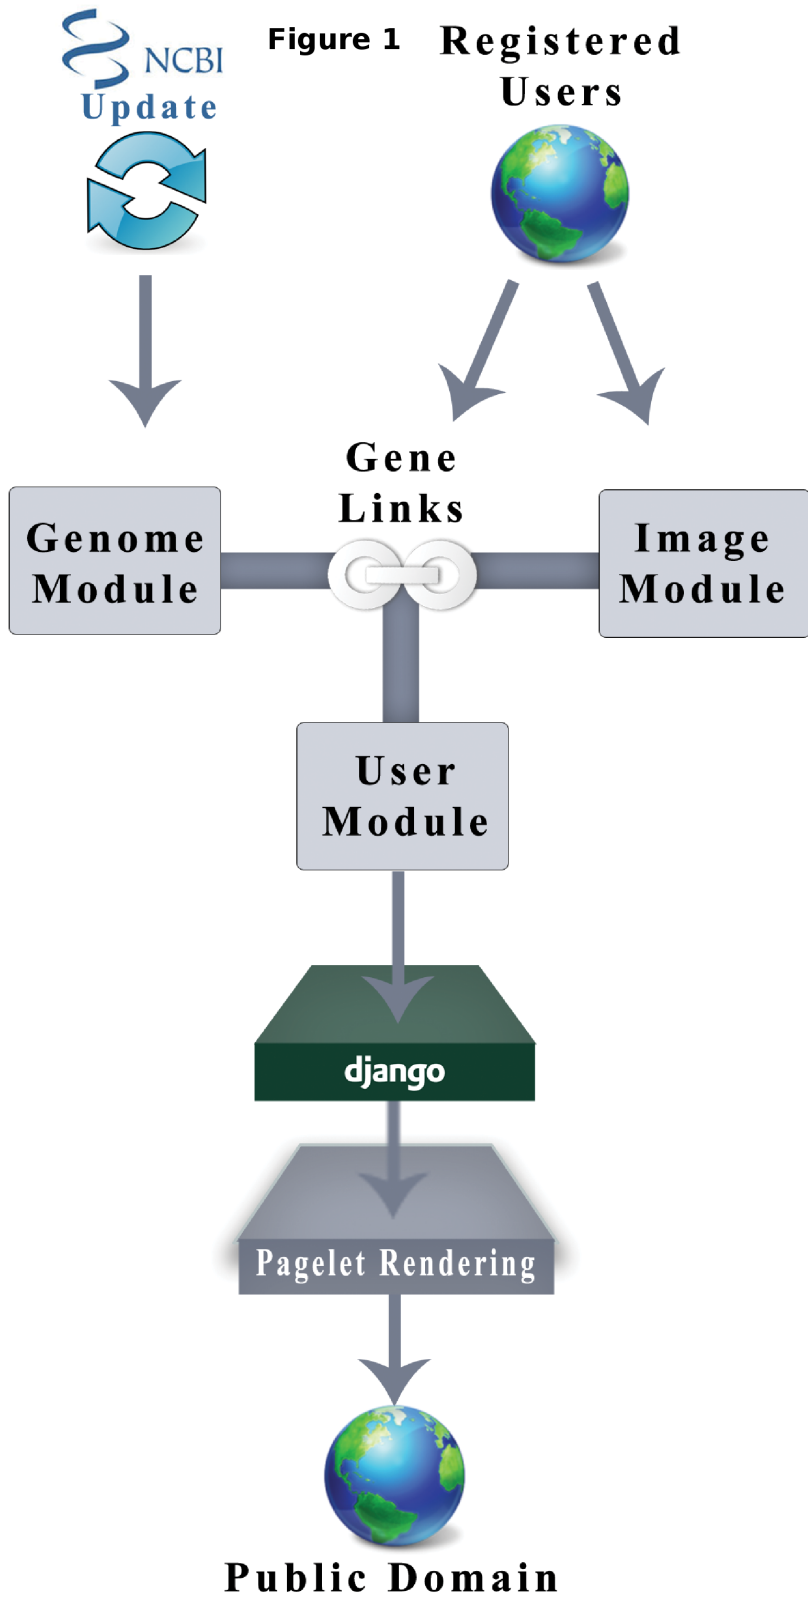 NCBI
Update
Figure 1
Registered
Users
Gene
Links
Genome
Module
Image
Module
User
Module
django
Pagelet Rendering
Public Domain